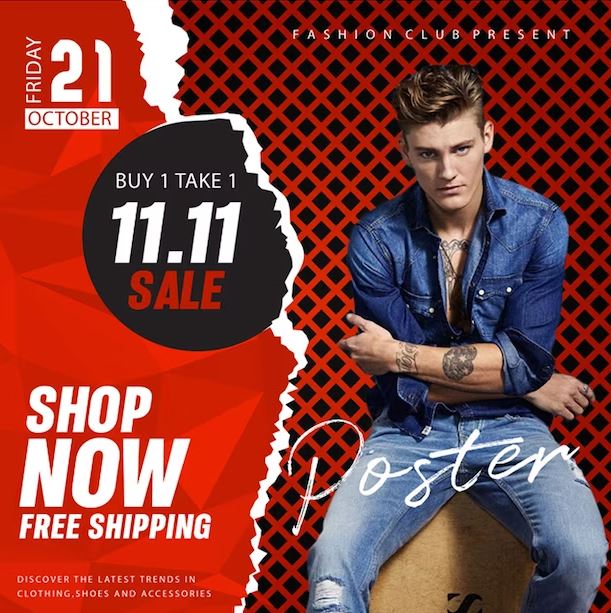 FASHION CLUB PRESENT
FRIDAY
21
OCTOBER
BUY 1 TAKE 1
11.11
SALE
SHOP
NOW
FREE SHIPPING
Poster
DISCOVER THE LATEST TRENDS IN
CLOTHING,SHOES AND ACCESSORIES